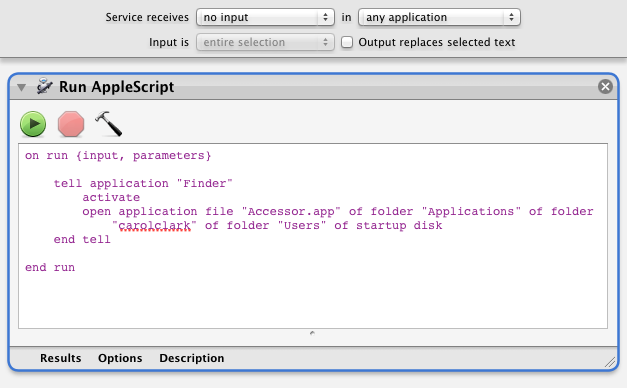 Service receives no input in any application
Input is entire selection Output replaces selected text
Run AppleScript
on run {input, parameters}
tell application "Finder"
activate
open application file "Accessor.app" of folder "Applications" of folder
"carolclark" of folder "Users" of startup disk
end tell
end run
Results Options Description